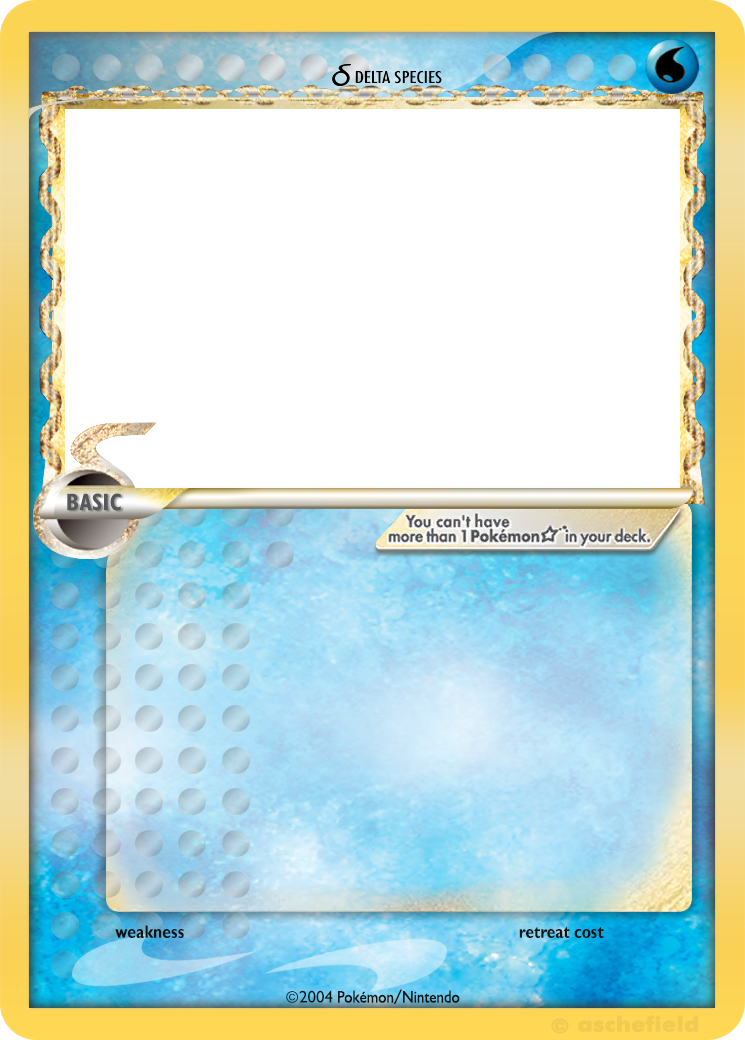 δ DELTA SPECIES
BASIC
You can't have
more than 1 Pokémon☆ in your deck.
weakness retreat cost
©2004 Pokémon/Nintendo
© aschefield